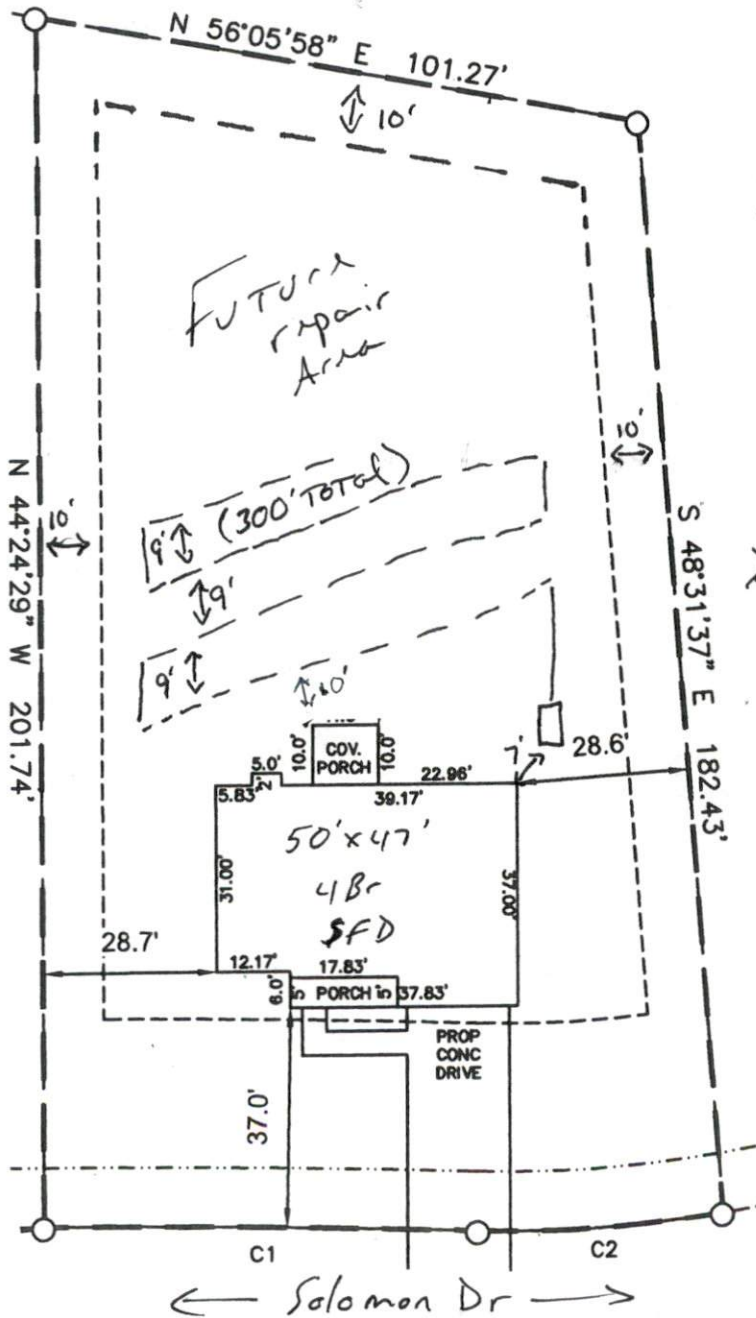 N 56°05'58" E 101.27'
10'
FUTURE
repair
Area
10'
10'
N 44°24'29" W 201.74'
S 48°31'37" E 182.43'
(300' TOTAL)
9'
9'
9'
10'
10.0'
COV.
PORCH
10.0'
7'
28.6'
5.0'
2'
5.83'
22.96'
39.17'
50'x47'
4Br
SFD
31.00'
37.00'
28.7'
12.17'
17.83'
6.0'
5'
PORCH
5'
37.83'
PROP
CONC
DRIVE
37.0'
C1
C2
Solomon Dr